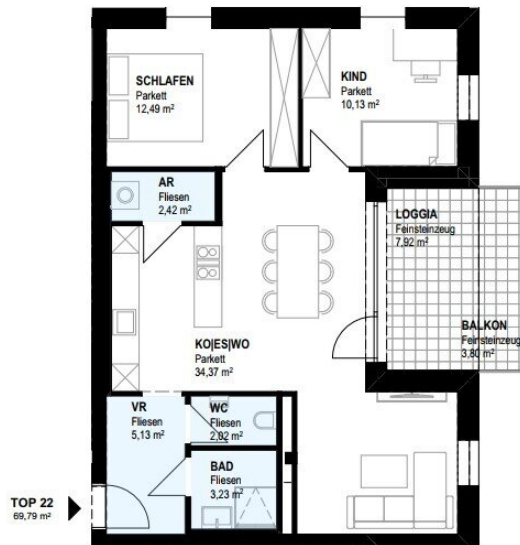 SCHLAFEN
Parkett
12,49 m²
KIND
Parkett
10,13 m²
AR
Fliesen
2,42 m²
LOGGIA
Feinsteinzeug
7,92 m²
KO|ES|WO
Parkett
34,37 m²
BALKON
Feinsteinzeug
3,80 m²
VR
Fliesen
5,13 m²
WC
Fliesen
2,02 m²
BAD
Fliesen
3,23 m²
TOP 22
69,79 m²